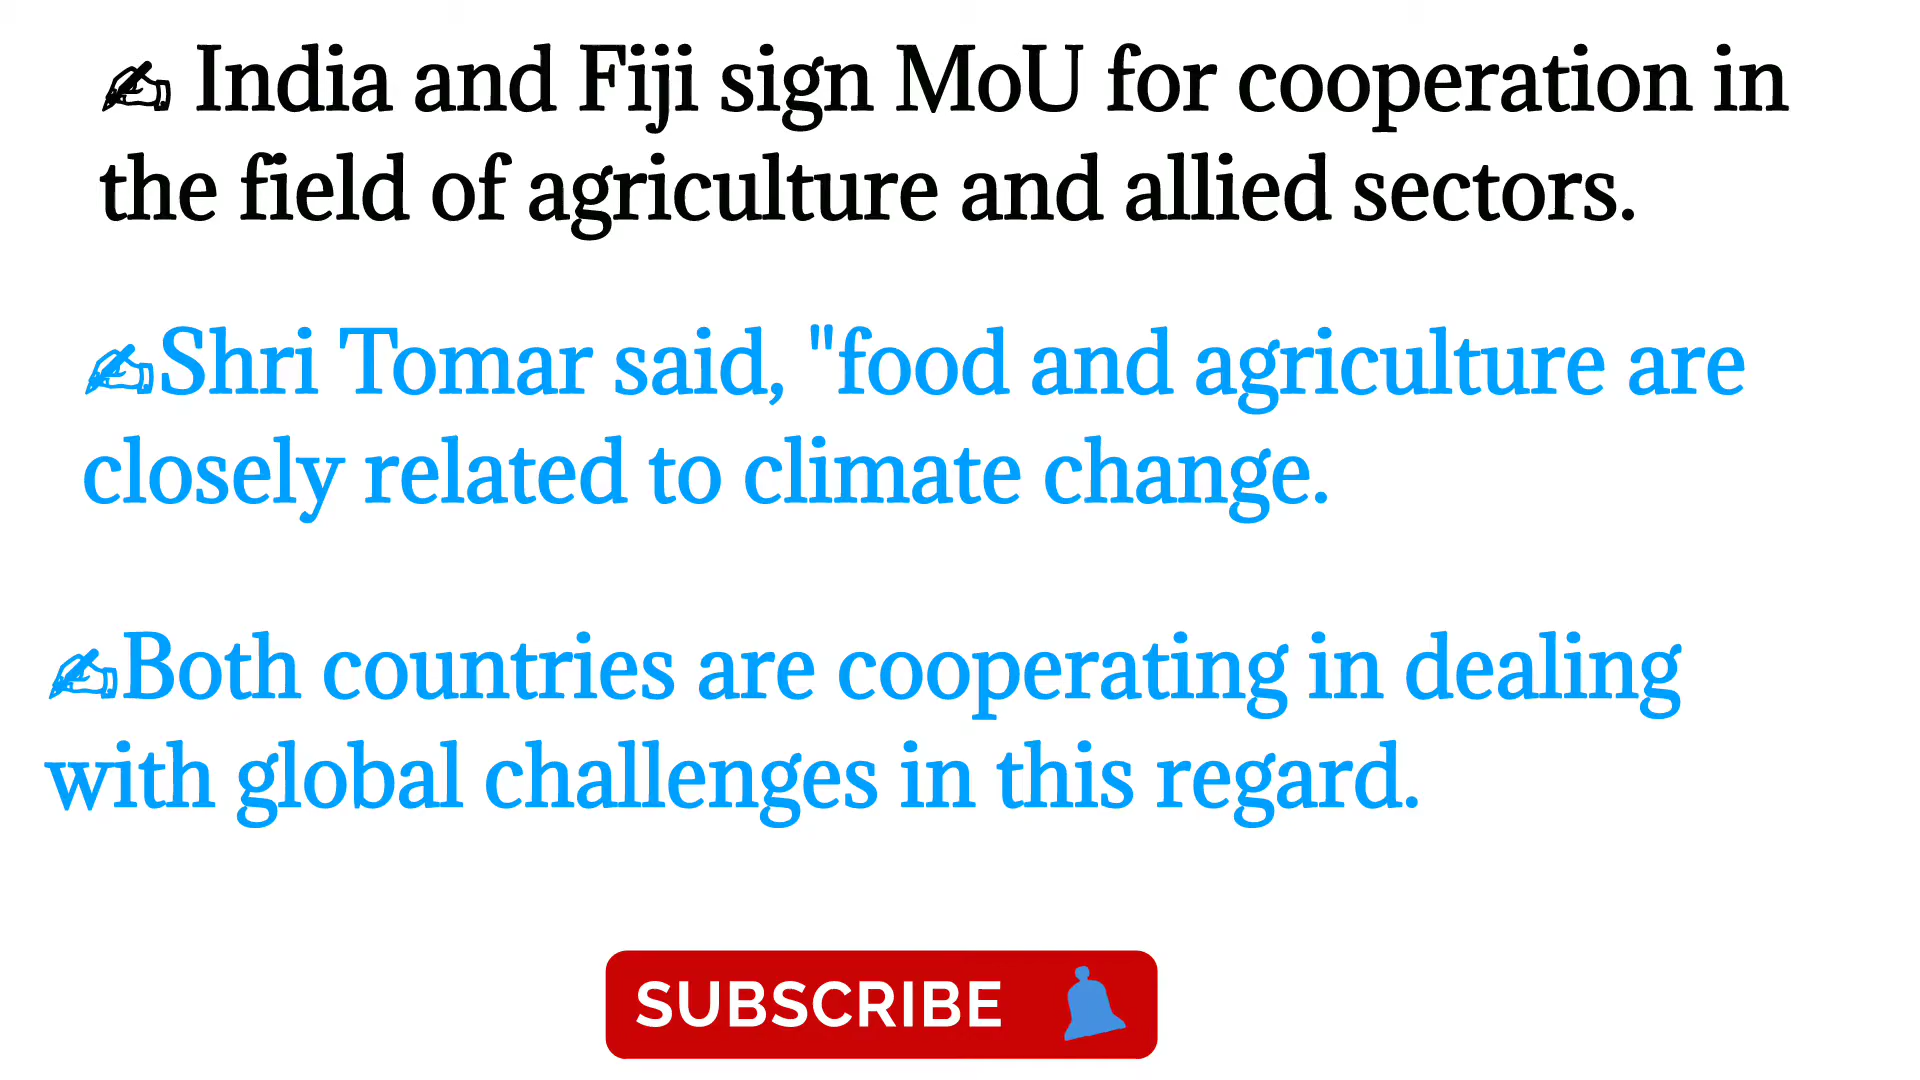 ✍ India and Fiji sign MoU for cooperation in
the field of agriculture and allied sectors.
✍Shri Tomar said, "food and agriculture are
closely related to climate change.
✍Both countries are cooperating in dealing
with global challenges in this regard.
SUBSCRIBE